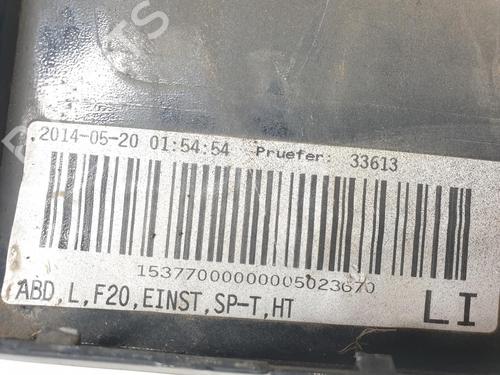 2014-05-20 01:54:54 Pruefer: 33613
15377000000005023670
ABD,L,F20,EINST,SP-T,HT
LI